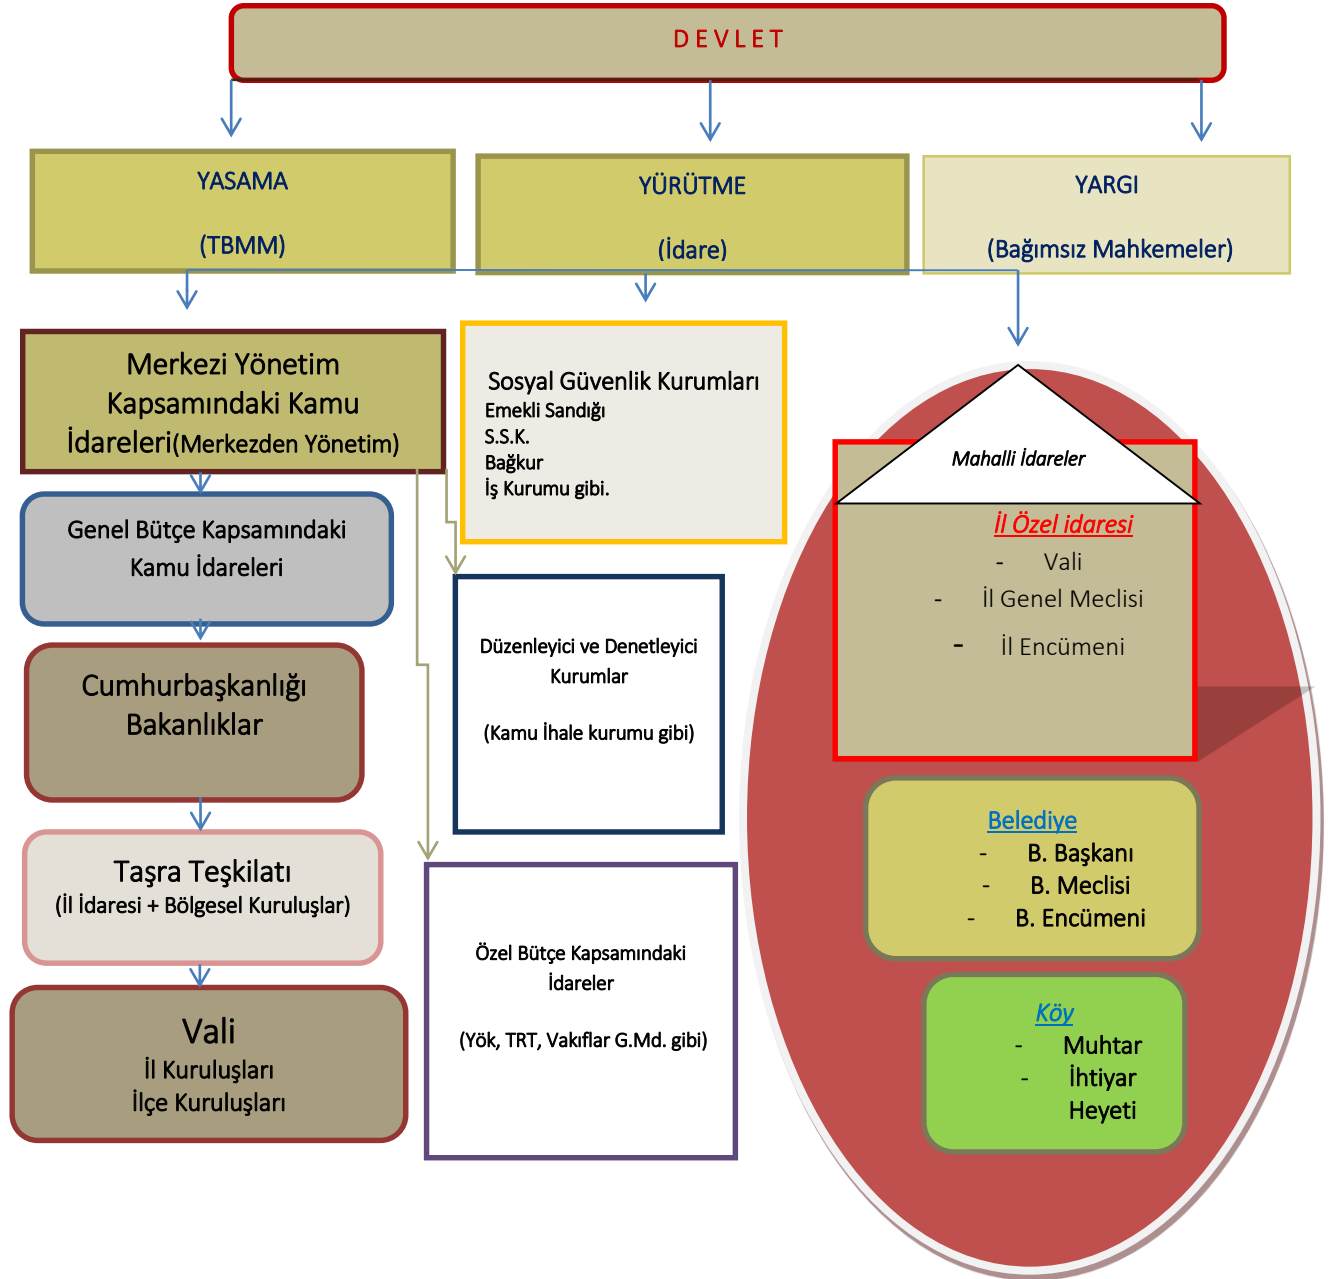 D E V L E T
YASAMA
(TBMM)
YÜRÜTME
(İdare)
YARGI
(Bağımsız Mahkemeler)
Merkezi Yönetim
Kapsamındaki Kamu
İdareleri(Merkezden Yönetim)
Sosyal Güvenlik Kurumları
Emekli Sandığı
S.S.K.
Bağkur
İş Kurumu gibi.
Mahalli İdareler
İl Özel idaresi
- Vali
- İl Genel Meclisi
- İl Encümeni
Genel Bütçe Kapsamındaki
Kamu İdareleri
Düzenleyici ve Denetleyici
Kurumlar
(Kamu İhale kurumu gibi)
Cumhurbaşkanlığı
Bakanlıklar
Belediye
- B. Başkanı
- B. Meclisi
- B. Encümeni
Taşra Teşkilatı
(İl İdaresi + Bölgesel Kuruluşlar)
Özel Bütçe Kapsamındaki
İdareler
(Yök, TRT, Vakıflar G.Md. gibi)
Vali
İl Kuruluşları
İlçe Kuruluşları
Köy
- Muhtar
- İhtiyar
Heyeti